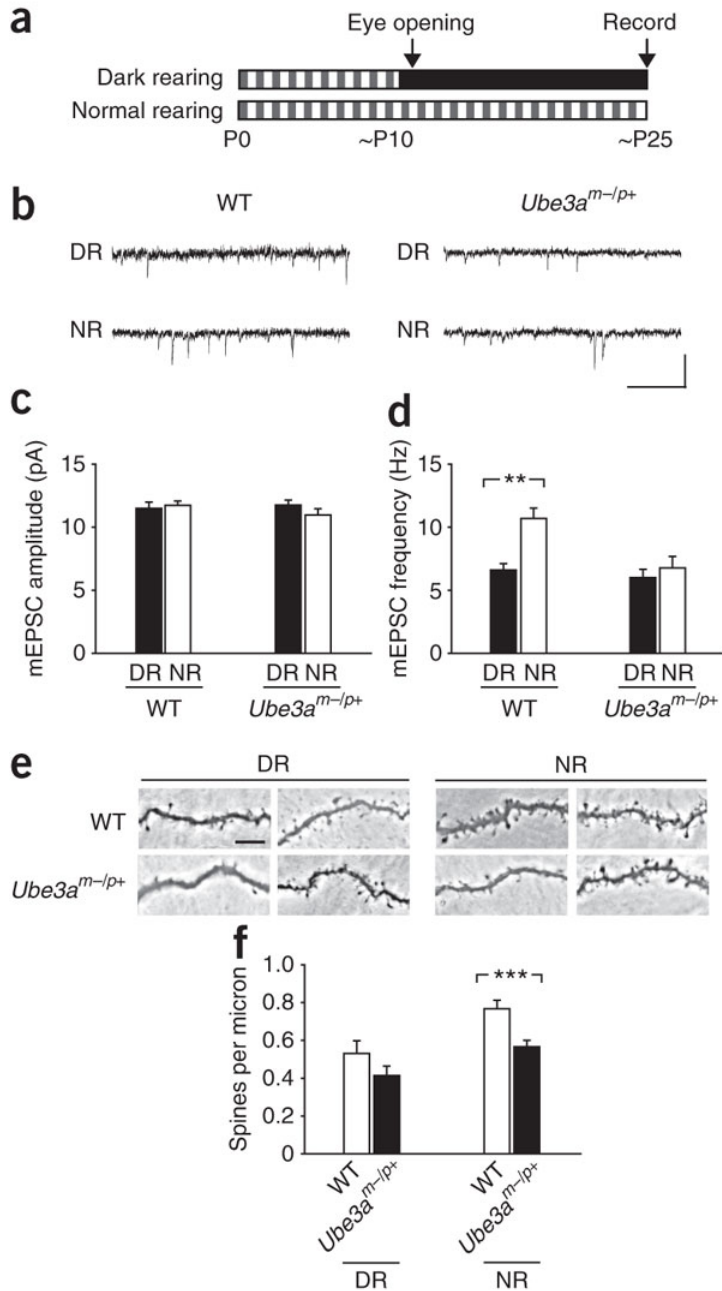 a
Eye opening Record
Dark rearing
Normal rearing
P0 ~P10 ~P25
b
WT Ube3a^m–/p+
DR DR
NR NR
c
mEPSC amplitude (pA)
15
10
5
0
DR NR DR NR
WT Ube3a^m–/p+
d
mEPSC frequency (Hz)
15
10
5
0
**
DR NR DR NR
WT Ube3a^m–/p+
e
DR NR
WT
Ube3a^m–/p+
f
Spines per micron
1.0
0.8
0.6
0.4
0.2
0
***
WT Ube3a^m–/p+ WT Ube3a^m–/p+
DR NR